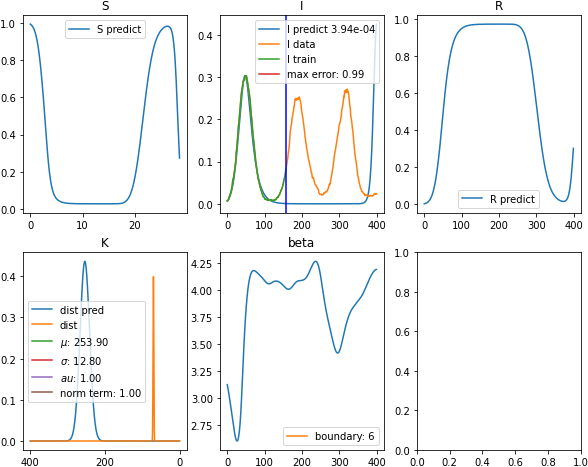 S
I
R
1.0
0.8
0.6
0.4
0.2
0.0
0 10 20
S predict
0.4
0.3
0.2
0.1
0.0
0 100 200 300 400
I predict 3.94e-04
I data
I train
max error: 0.99
1.0
0.8
0.6
0.4
0.2
0.0
0 100 200 300 400
R predict
K
beta
0.4
0.3
0.2
0.1
0.0
400 200 0
dist pred
dist
μ: 253.90
σ: 12.80
au: 1.00
norm term: 1.00
4.25
4.00
3.75
3.50
3.25
3.00
2.75
0 100 200 300 400
boundary: 6
1.0
0.8
0.6
0.4
0.2
0.0
0.0 0.2 0.4 0.6 0.8 1.0